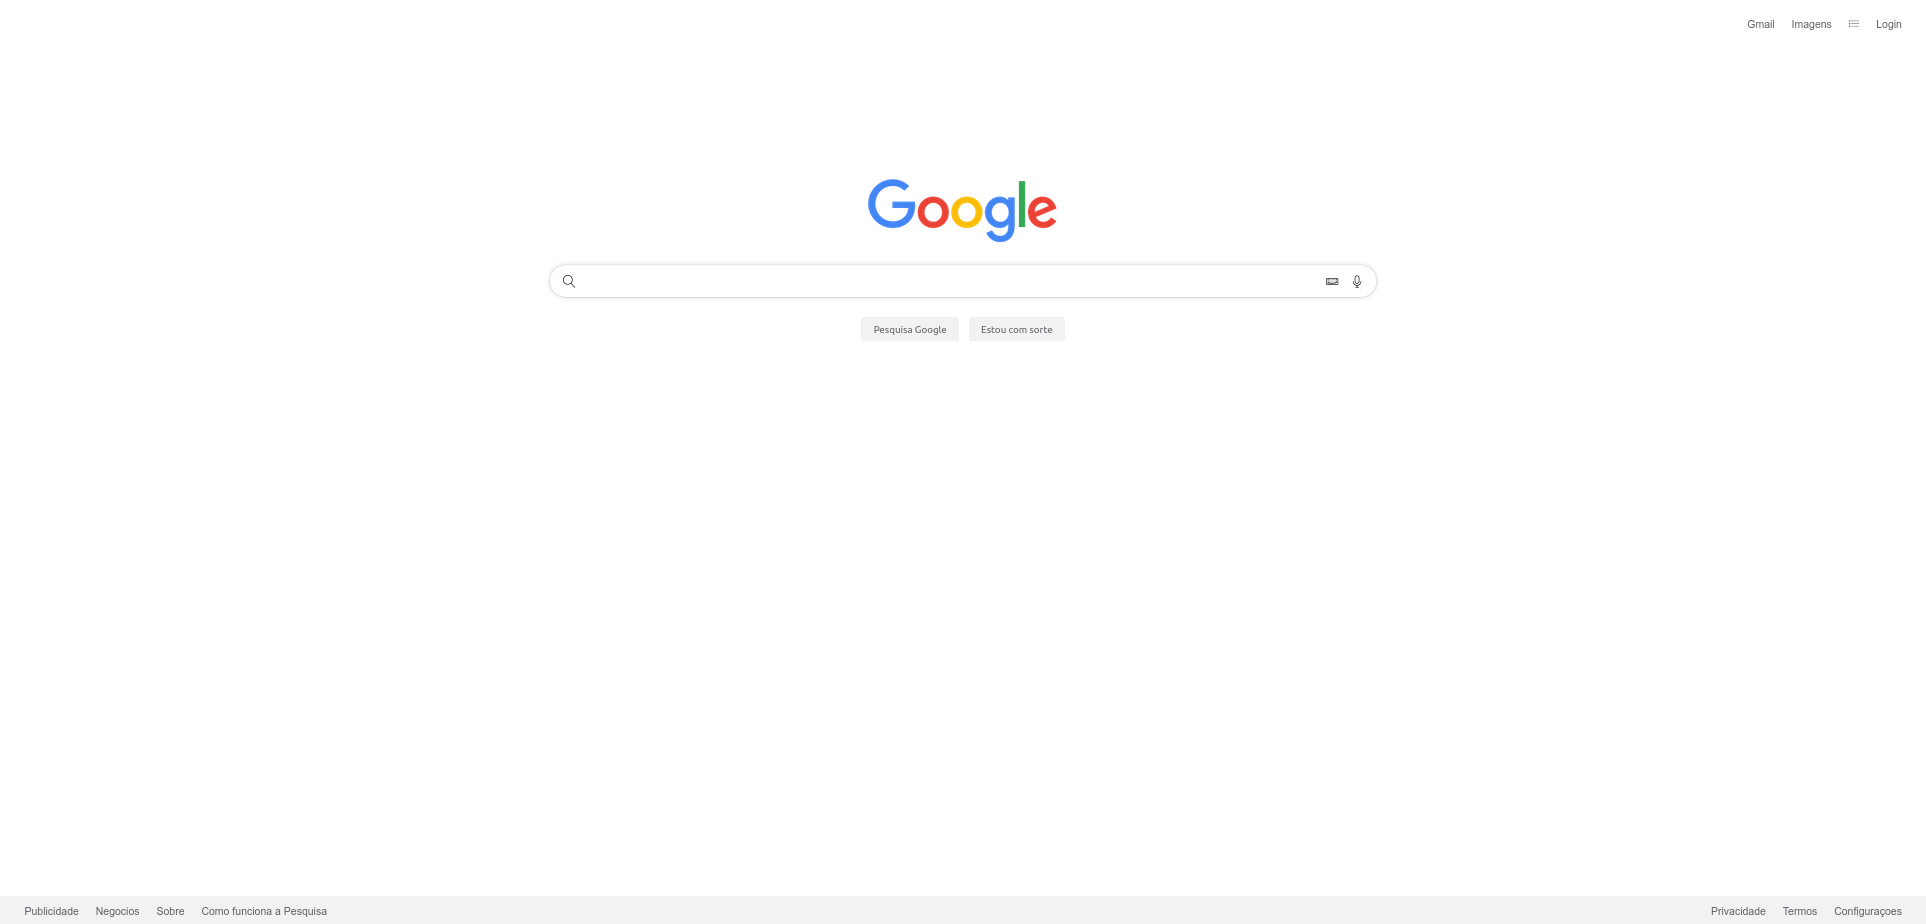 Gmail Imagens Login
Google
Pesquisa Google Estou com sorte
Publicidade Negocios Sobre Como funciona a Pesquisa Privacidade Termos Configuraçoes